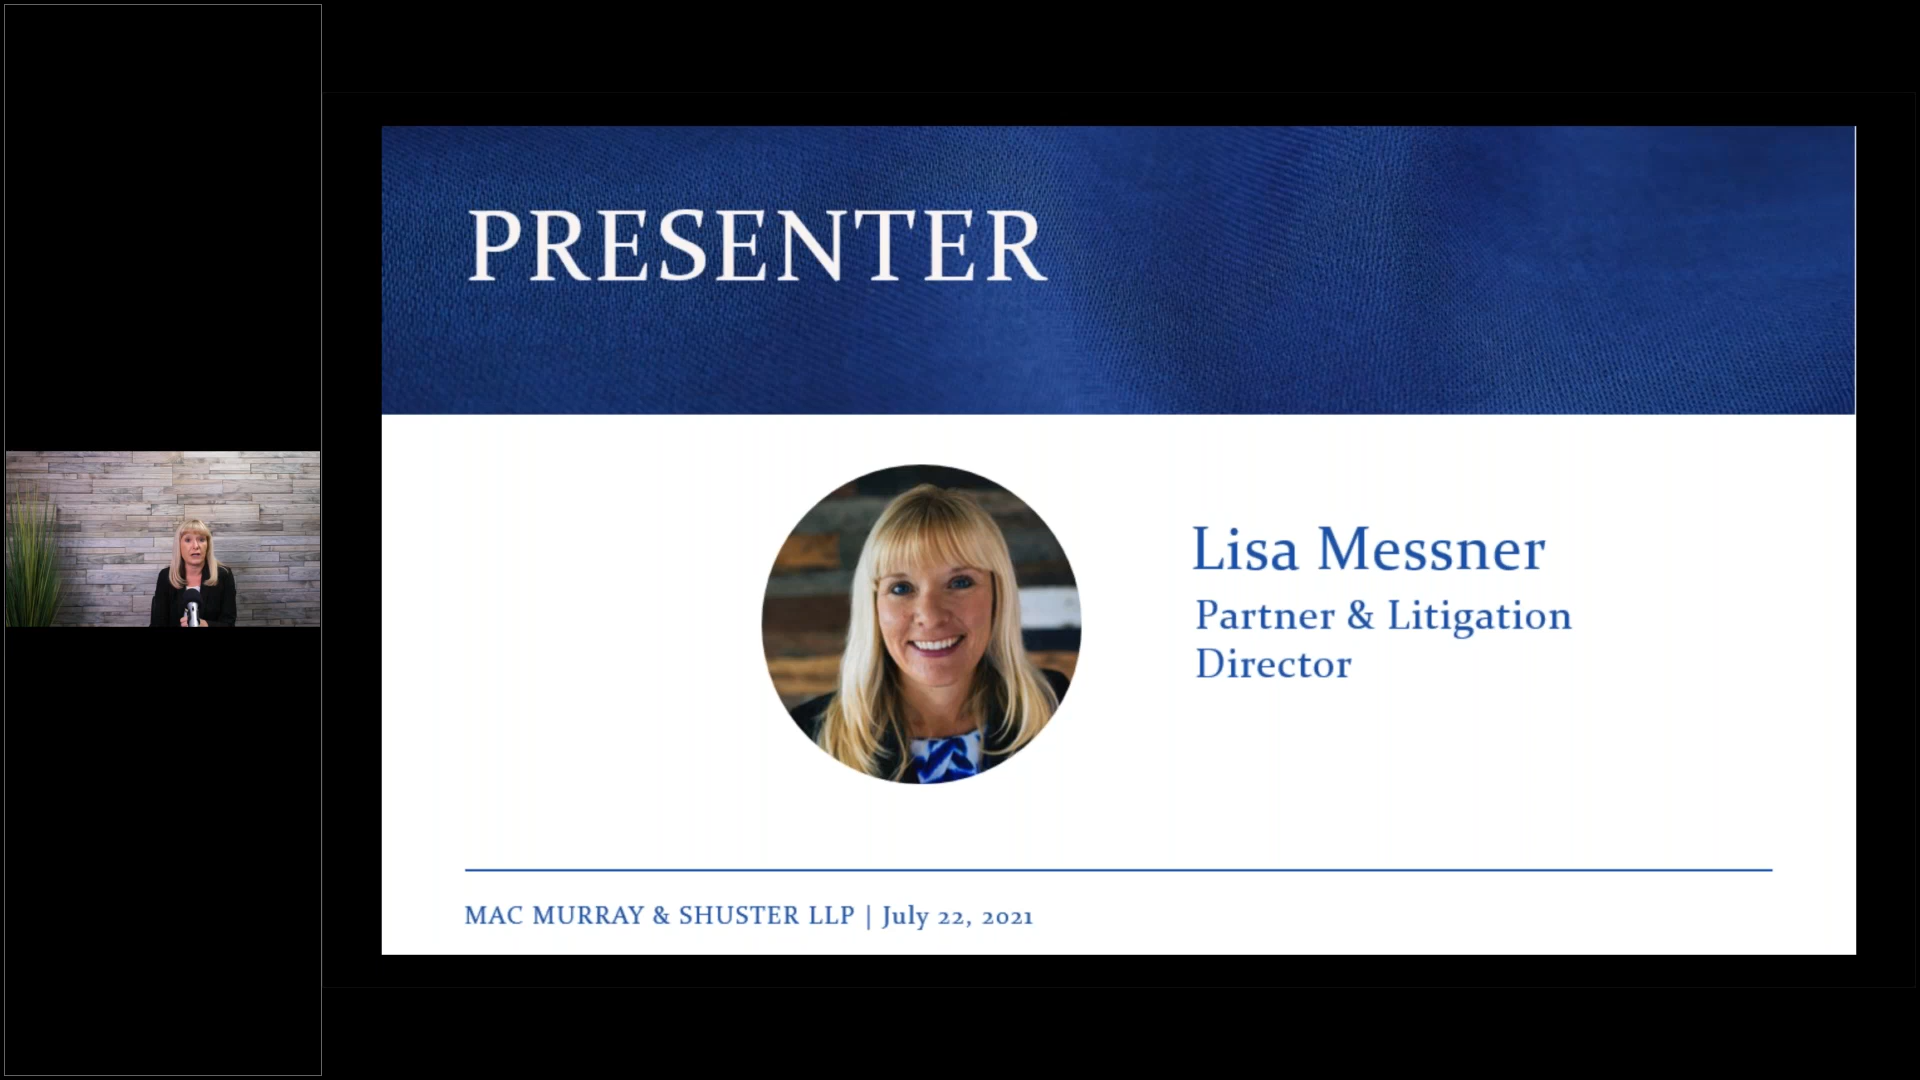 PRESENTER
Lisa Messner
Partner & Litigation
Director
MAC MURRAY & SHUSTER LLP | July 22, 2021